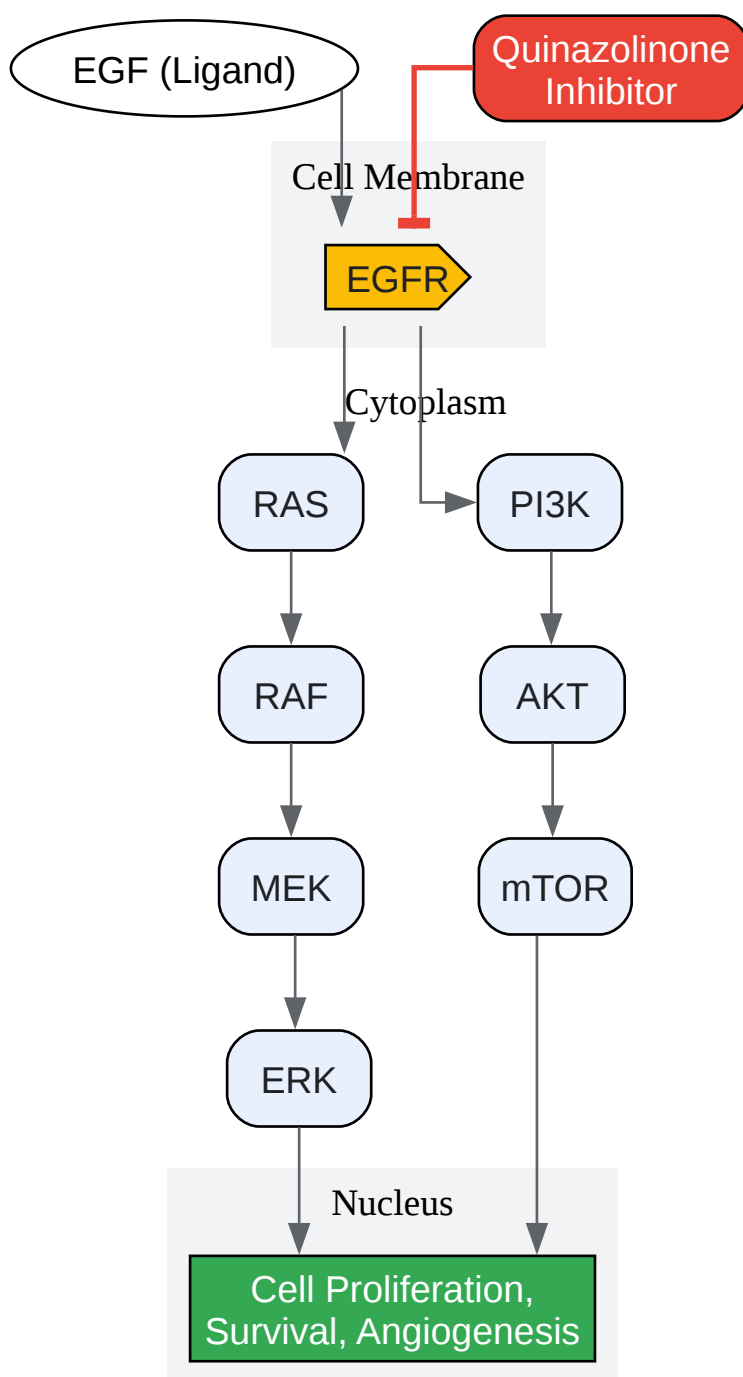 EGF (Ligand)
Quinazolinone
Inhibitor
Cell Membrane
EGFR
Cytoplasm
RAS
PI3K
RAF
AKT
MEK
mTOR
ERK
Nucleus
Cell Proliferation,
Survival, Angiogenesis